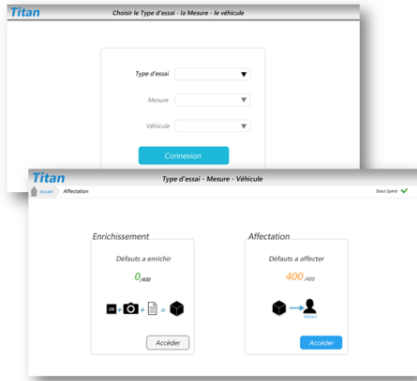 Titan
Choisir le Type d'essai - la Mesure - le véhicule
Type d'essai
Mesure
Véhicule
Connexion
Titan
Type d'essai - Mesure - Véhicule
Accueil
Affectation
Enrichissement
Défauts a enrichir
0/400
Accéder
Affectation
Défauts a affecter
400/400
Accéder